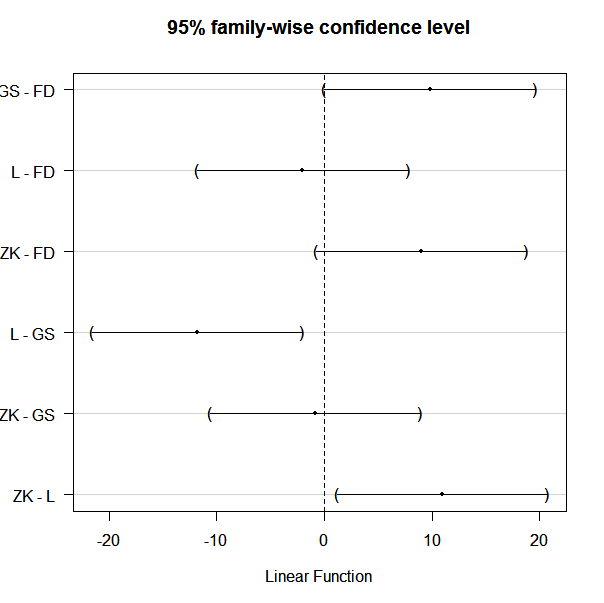 95% family-wise confidence level
GS - FD
L - FD
ZK - FD
L - GS
ZK - GS
ZK - L
-20 -10 0 10 20
Linear Function